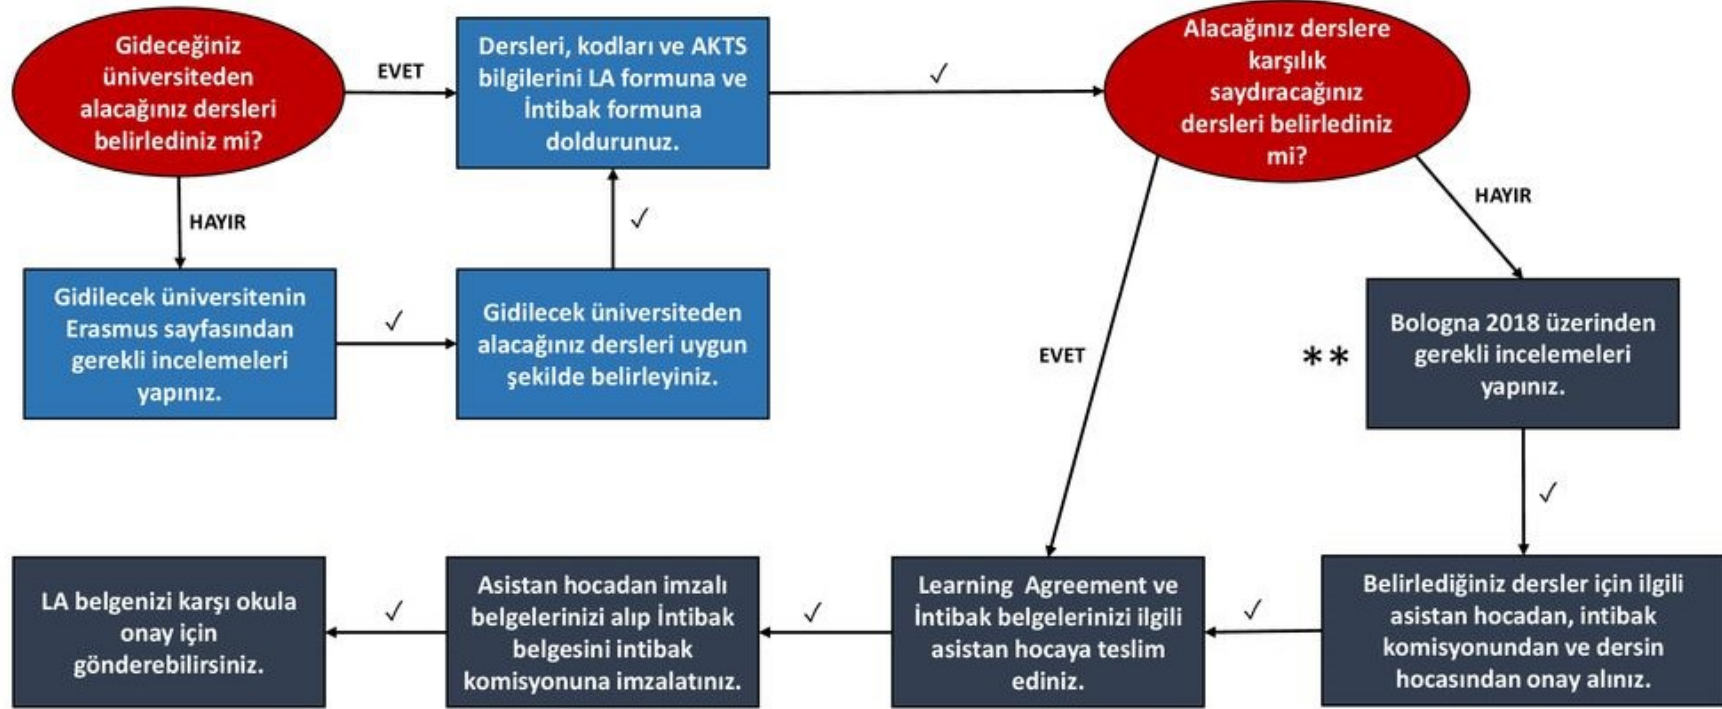 Gideceğiniz
üniversiteden
alacağınız dersleri
belirlediniz mi?
EVET
Dersleri, kodları ve AKTS
bilgilerini LA formuna ve
İntibak formuna
doldurunuz.
✓
Alacağınız derslere
karşılık
saydıracağınız
dersleri belirlediniz
mi?
HAYIR
✓
HAYIR
Gidilecek üniversitenin
Erasmus sayfasından
gerekli incelemeleri
yapınız.
✓
Gidilecek üniversiteden
alacağınız dersleri uygun
şekilde belirleyiniz.
EVET
**
Bologna 2018 üzerinden
gerekli incelemeleri
yapınız.
✓
LA belgenizi karşı okula
onay için
gönderebilirsiniz.
✓
Asistan hocadan imzalı
belgelerinizi alıp İntibak
belgesini intibak
komisyonuna imzalatınız.
✓
Learning Agreement ve
İntibak belgelerinizi ilgili
asistan hocaya teslim
ediniz.
✓
Belirlediğiniz dersler için ilgili
asistan hocadan, intibak
komisyonundan ve dersin
hocasından onay alınız.